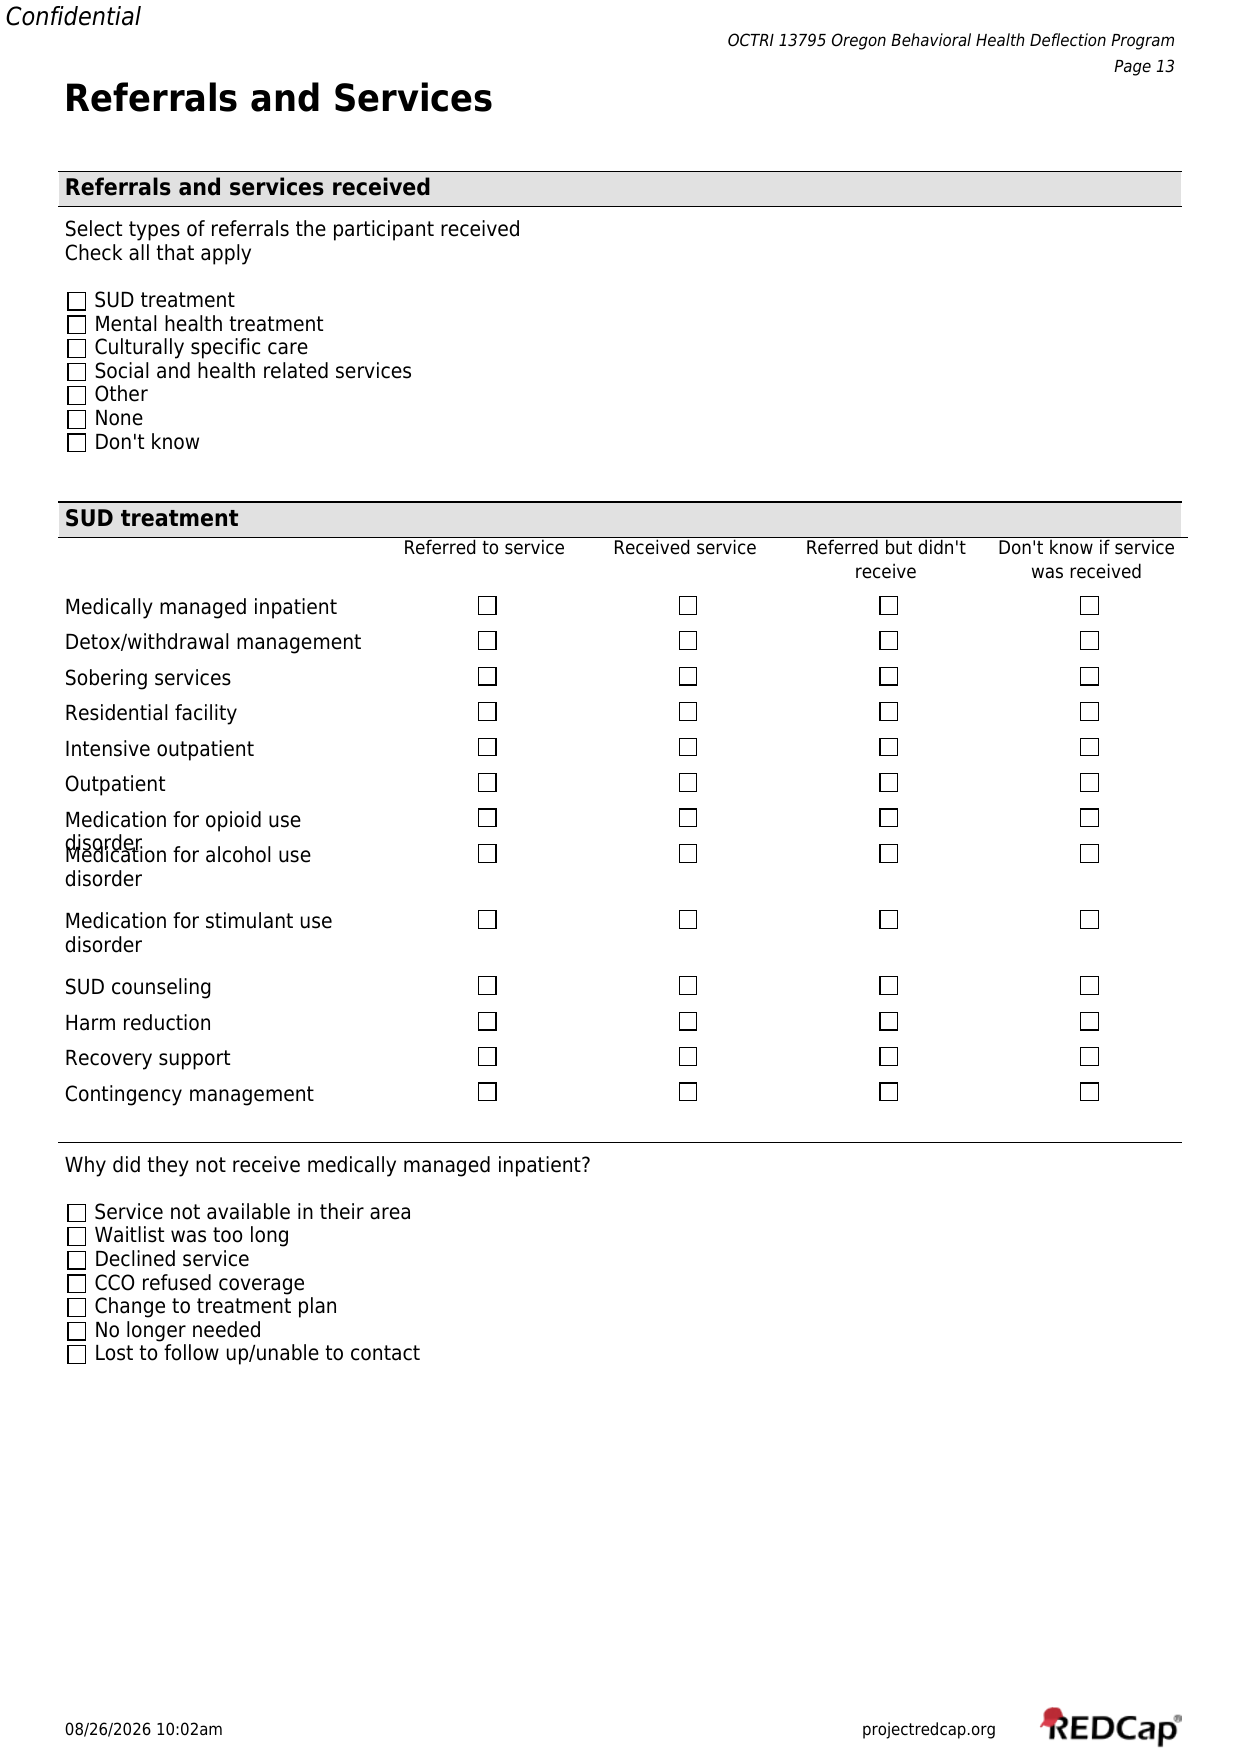 Confidential
OCTRI 13795 Oregon Behavioral Health Deflection Program
Page 13
Referrals and Services
Referrals and services received
Select types of referrals the participant received
Check all that apply
SUD treatment
Mental health treatment
Culturally specific care
Social and health related services
Other
None
Don't know
SUD treatment
Referred to service Received service Referred but didn't receive Don't know if service was received
Medically managed inpatient
Detox/withdrawal management
Sobering services
Residential facility
Intensive outpatient
Outpatient
Medication for opioid use
disorder
Medication for alcohol use
disorder
Medication for stimulant use
disorder
SUD counseling
Harm reduction
Recovery support
Contingency management
Why did they not receive medically managed inpatient?
Service not available in their area
Waitlist was too long
Declined service
CCO refused coverage
Change to treatment plan
No longer needed
Lost to follow up/unable to contact
08/26/2026 10:02am projectredcap.org REDCap®